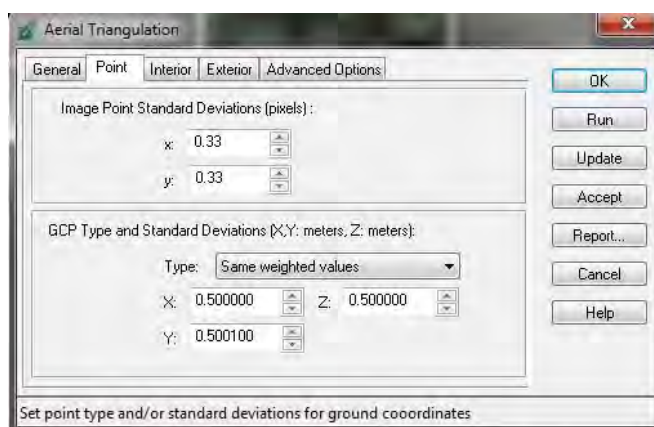 Aerial Triangulation
General Point Interior Exterior Advanced Options
Image Point Standard Deviations (pixels) :
x: 0.33
y: 0.33
GCP Type and Standard Deviations (X,Y: meters, Z: meters):
Type: Same weighted values
X: 0.500000 Z: 0.500000
Y: 0.500100
OK
Run
Update
Accept
Report...
Cancel
Help
Set point type and/or standard deviations for ground cooordinates